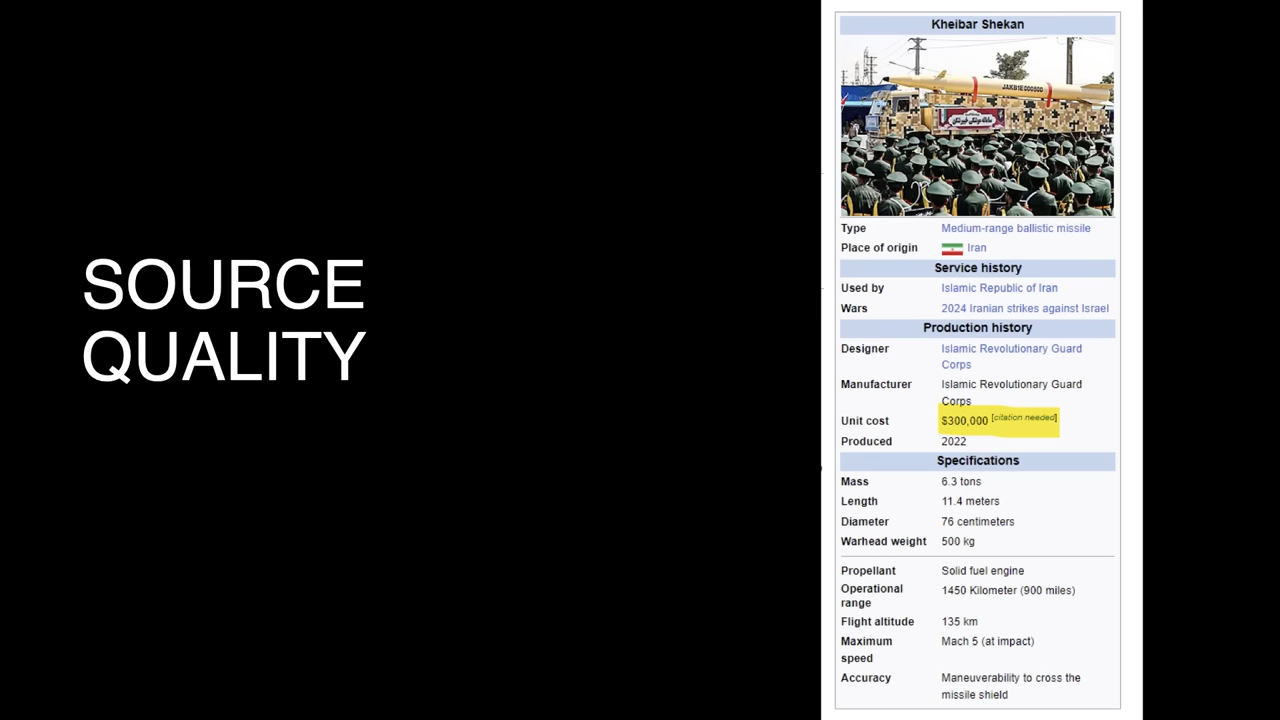 SOURCE
QUALITY
Kheibar Shekan
JAKB1E000000
سامانه موشکی خیبرشکن
Type Medium-range ballistic missile
Place of origin Iran
Service history
Used by Islamic Republic of Iran
Wars 2024 Iranian strikes against Israel
Production history
Designer Islamic Revolutionary Guard
Corps
Manufacturer Islamic Revolutionary Guard
Corps
Unit cost $300,000 [citation needed]
Produced 2022
Specifications
Mass 6.3 tons
Length 11.4 meters
Diameter 76 centimeters
Warhead weight 500 kg
Propellant Solid fuel engine
Operational 1450 Kilometer (900 miles)
range
Flight altitude 135 km
Maximum Mach 5 (at impact)
speed
Accuracy Maneuverability to cross the
missile shield